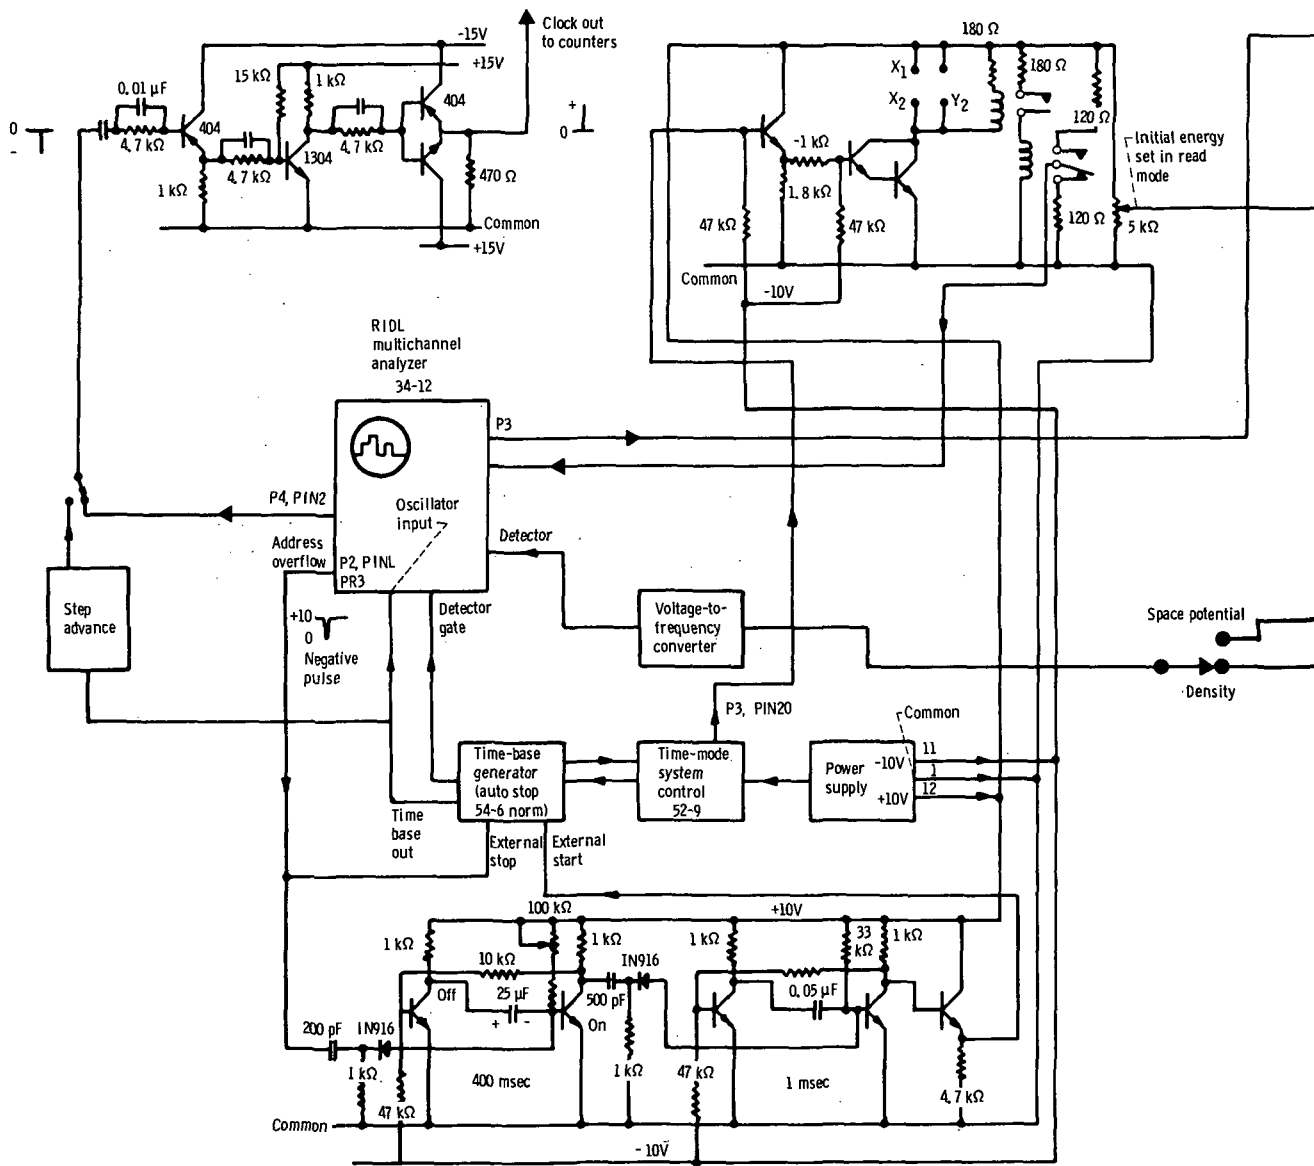 -15V
Clock out
to counters
+15V
15 kΩ
1 kΩ
0.01 μF
404
404
0
-
4.7 kΩ
1304
4.7 kΩ
+
0
1 kΩ
4.7 kΩ
470 Ω
Common
+15V
180 Ω
X1
180 Ω
X2
Y2
120 Ω
Initial energy
set in read
mode
-1 kΩ
1.8 kΩ
47 kΩ
47 kΩ
120 Ω
5 kΩ
Common
-10V
RIDL
multichannel
analyzer
34-12
P3
P4, PIN2
Oscillator
input
Address
overflow
Detector
P2, PINL
PR3
Step
advance
+10
0
Negative
pulse
Detector
gate
Voltage-to-
frequency
converter
Space potential
Density
P3, PIN20
Common
Time-base
generator
(auto stop
54-6 norm)
Time-mode
system
control
52-9
Power
supply
-10V
+10V
11
1
12
Time
base
out
External
stop
External
start
100 kΩ
+10V
1 kΩ
1 kΩ
1 kΩ
33
kΩ
1 kΩ
10 kΩ
IN916
Off
25 μF
+ -
500 pF
On
0.05 μF
200 pF
IN916
1 kΩ
47 kΩ
400 msec
1 kΩ
47 kΩ
1 msec
4.7 kΩ
Common
-10V